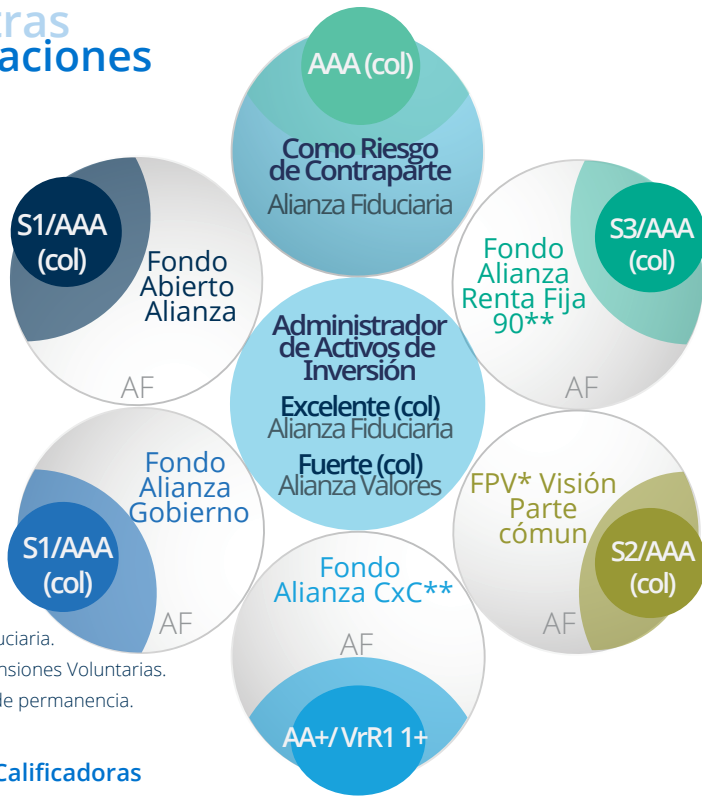 tras
aciones
AAA (col)
Como Riesgo
de Contraparte
Alianza Fiduciaria
S1/AAA
(col)
Fondo
Abierto
Alianza
AF
S3/AAA
(col)
Fondo
Alianza
Renta Fija
90**
AF
Administrador
de Activos de
Inversión
Excelente (col)
Alianza Fiduciaria
Fuerte (col)
Alianza Valores
Fondo
Alianza
Gobierno
S1/AAA
(col)
AF
FPV* Visión
Parte
cómun
S2/AAA
(col)
AF
Fondo
Alianza CxC**
AF
AA+/ VrR1 1+
uciaria.
nsiones Voluntarias.
de permanencia.
Calificadoras